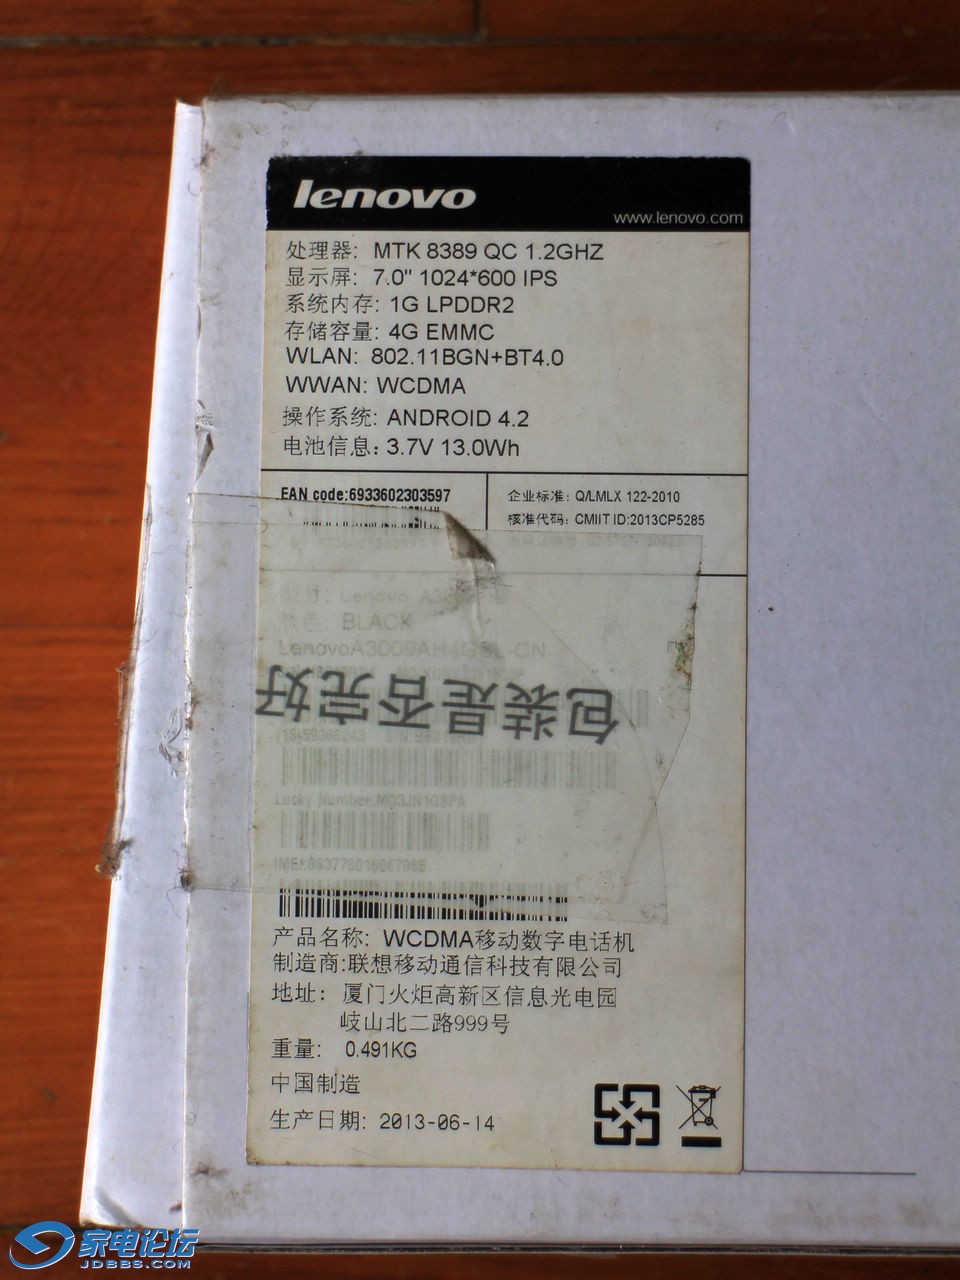 lenovo
www.lenovo.com
处理器: MTK 8389 QC 1.2GHZ
显示屏: 7.0" 1024*600 IPS
系统内存: 1G LPDDR2
存储容量: 4G EMMC
WLAN: 802.11BGN+BT4.0
WWAN: WCDMA
操作系统: ANDROID 4.2
电池信息: 3.7V 13.0Wh
EAN code:6933602303597
企业标准: Q/LMLX 122-2010
核准代码: CMIIT ID:2013CP5285
型号: Lenovo
BLACK
LenovoA3000AH4GBL-CN
包装是否完好
Lucky Number:
产品名称: WCDMA移动数字电话机
制造商:联想移动通信科技有限公司
地址: 厦门火炬高新区信息光电园
岐山北二路999号
重量: 0.491KG
中国制造
生产日期: 2013-06-14
家电论坛
JDBBS.COM